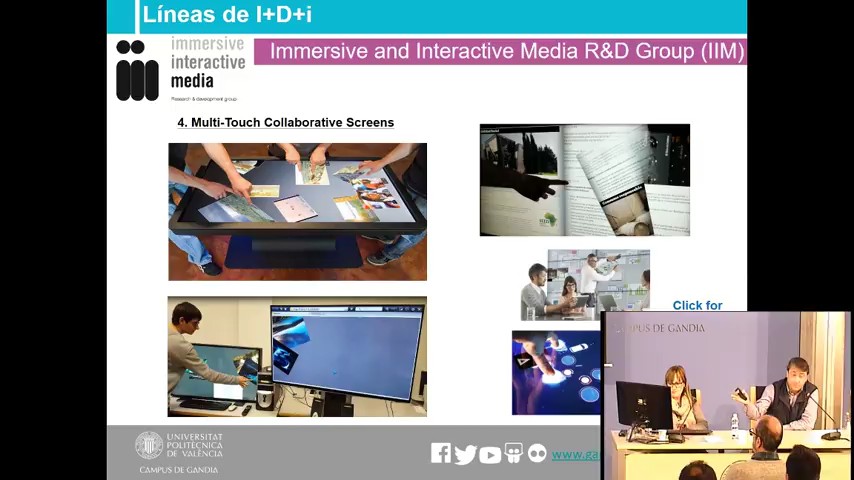 Líneas de I+D+i
immersive
interactive
media
Research & development group
Immersive and Interactive Media R&D Group (IIM)
4. Multi-Touch Collaborative Screens
Click for
CAMPUS DE GANDIA
UNIVERSITAT
POLITÈCNICA
DE VALÈNCIA
CAMPUS DE GANDIA
www.ga